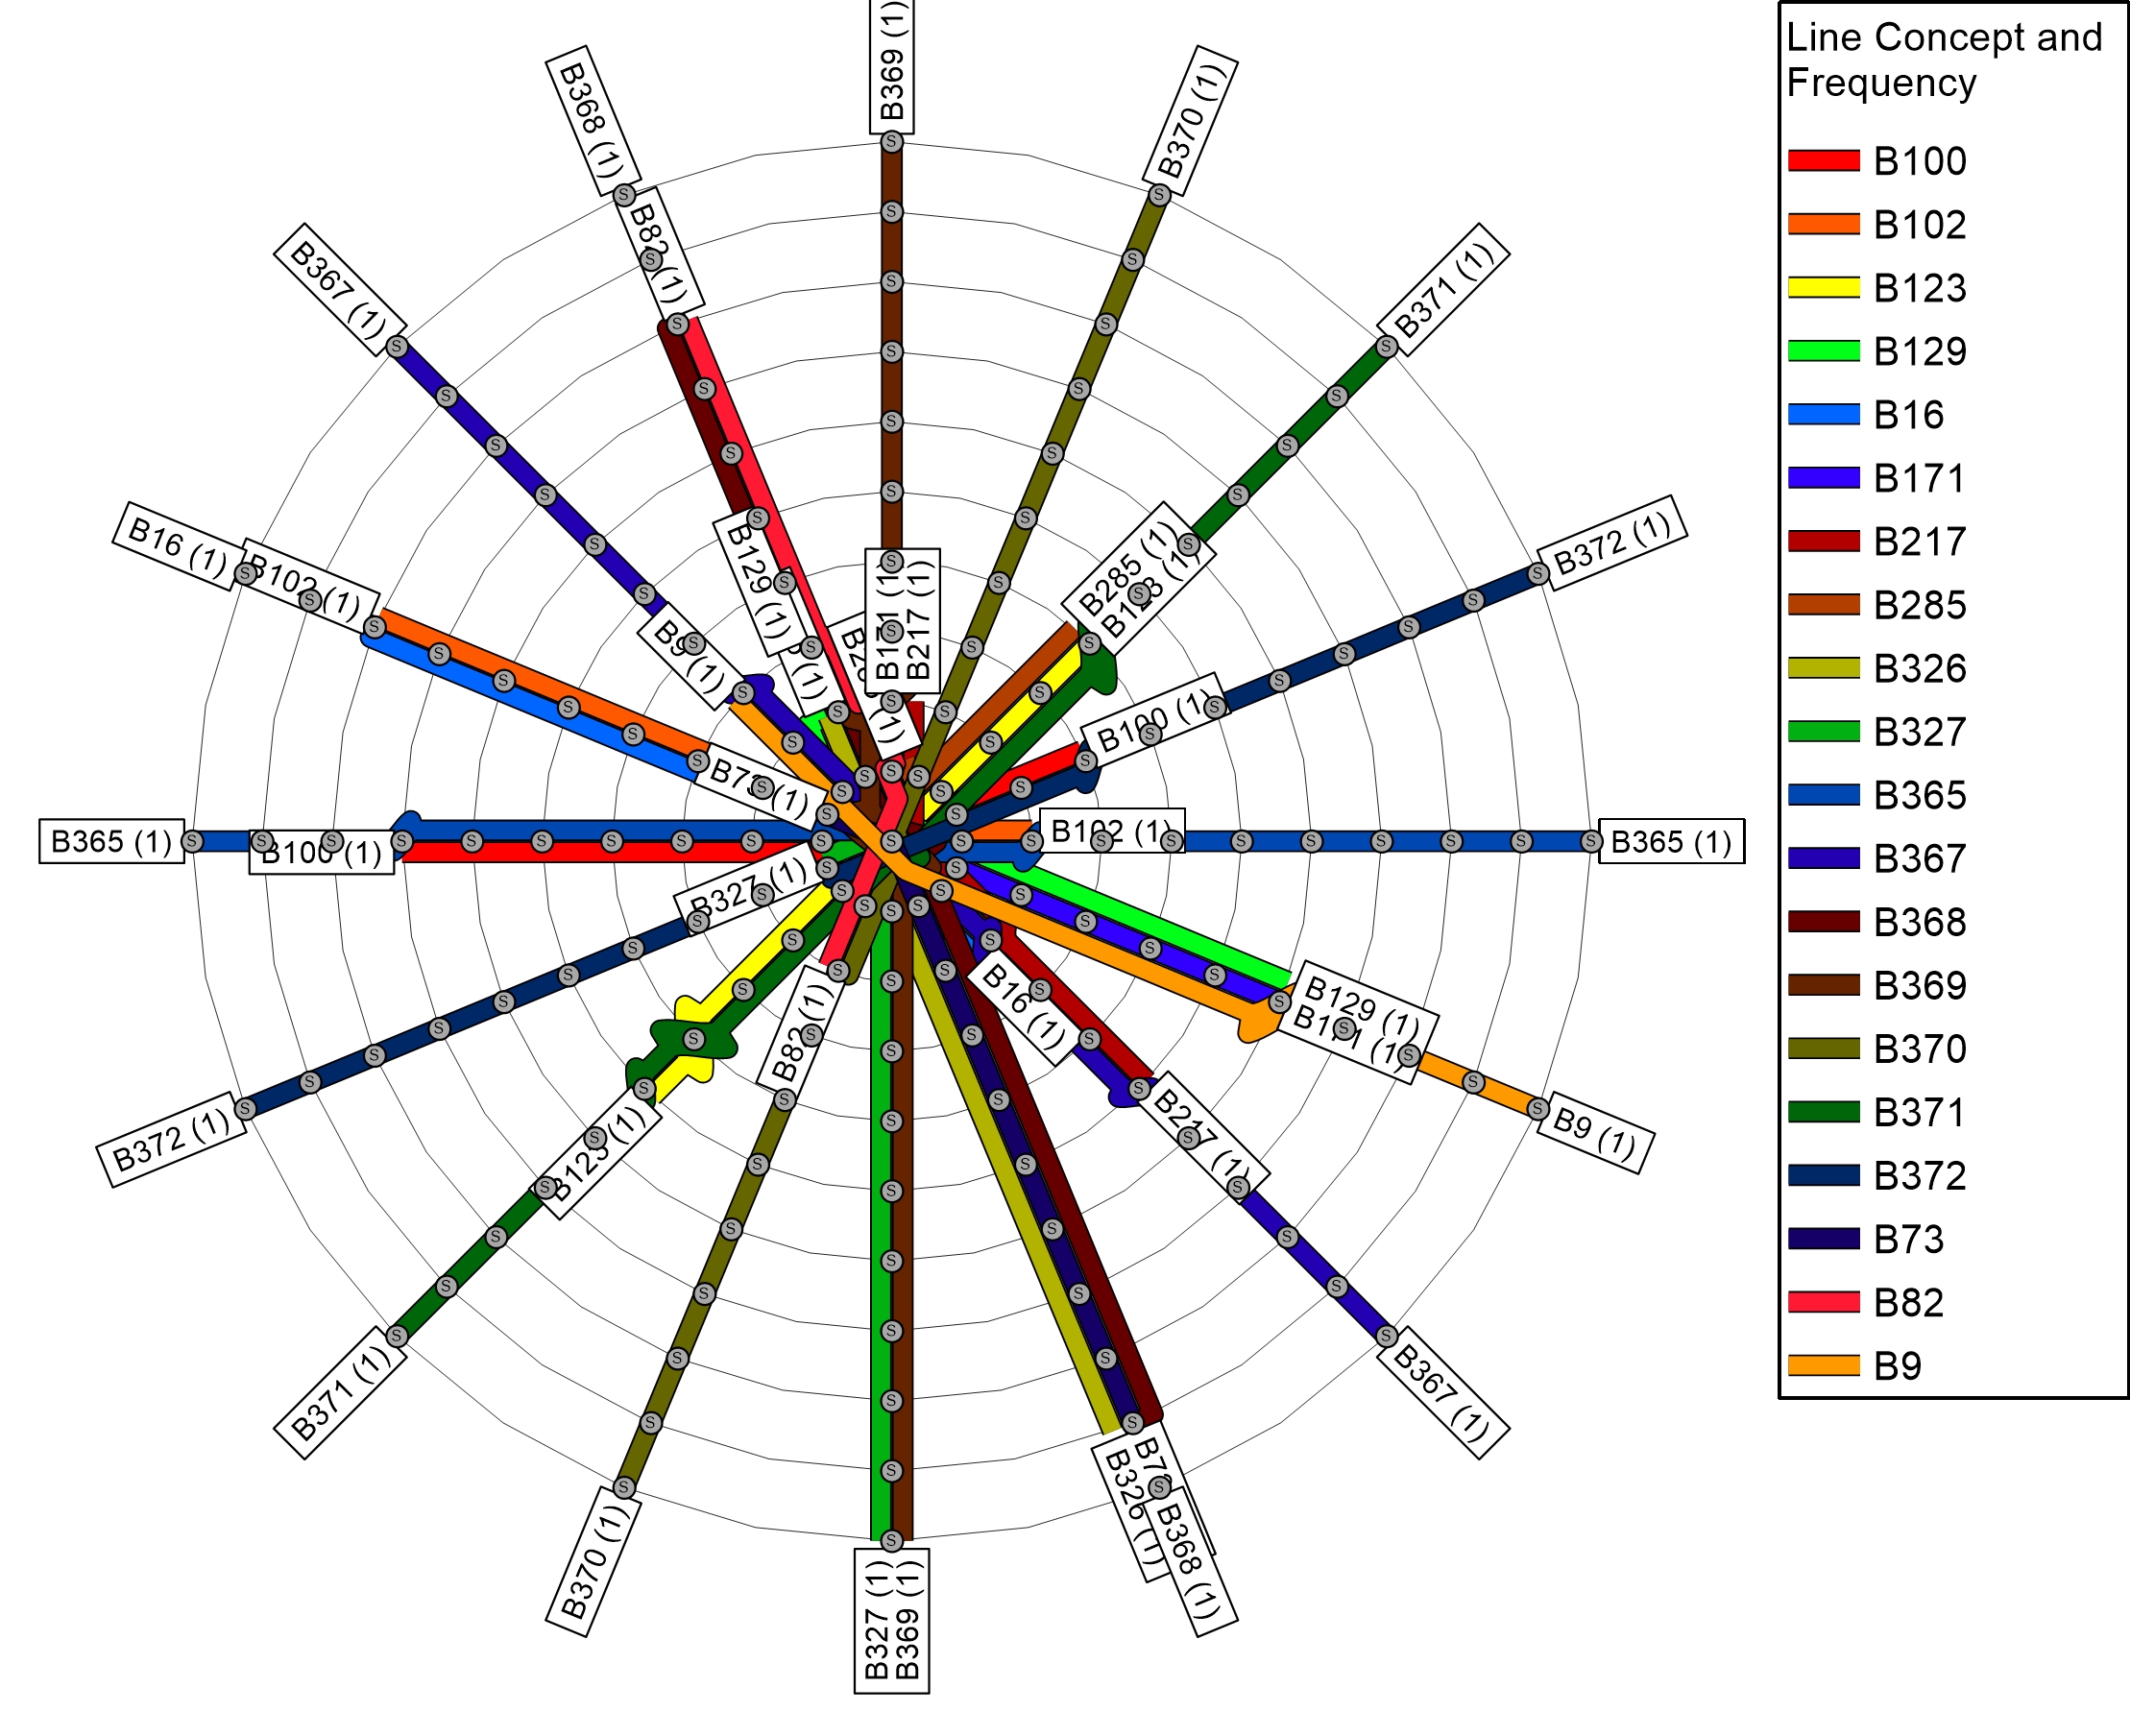 B369 (1)
B368 (1)
B370 (1)
B82 (1)
B367 (1)
B371 (1)
B16 (1)
B102 (1)
B372 (1)
B129 (1)
B285 (1)
B123 (1)
B171 (1)
B217 (1)
B9 (1)
(1)
(1)
B100 (1)
B73 (1)
B365 (1)
B100 (1)
B102 (1)
B365 (1)
B327 (1)
B16 (1)
B129 (1)
B171 (1)
B82 (1)
B217 (1)
B9 (1)
B372 (1)
B123 (1)
B371 (1)
B367 (1)
B370 (1)
B326 (1)
B368 (1)
B327 (1)
B369 (1)
Line Concept and
Frequency
B100
B102
B123
B129
B16
B171
B217
B285
B326
B327
B365
B367
B368
B369
B370
B371
B372
B73
B82
B9